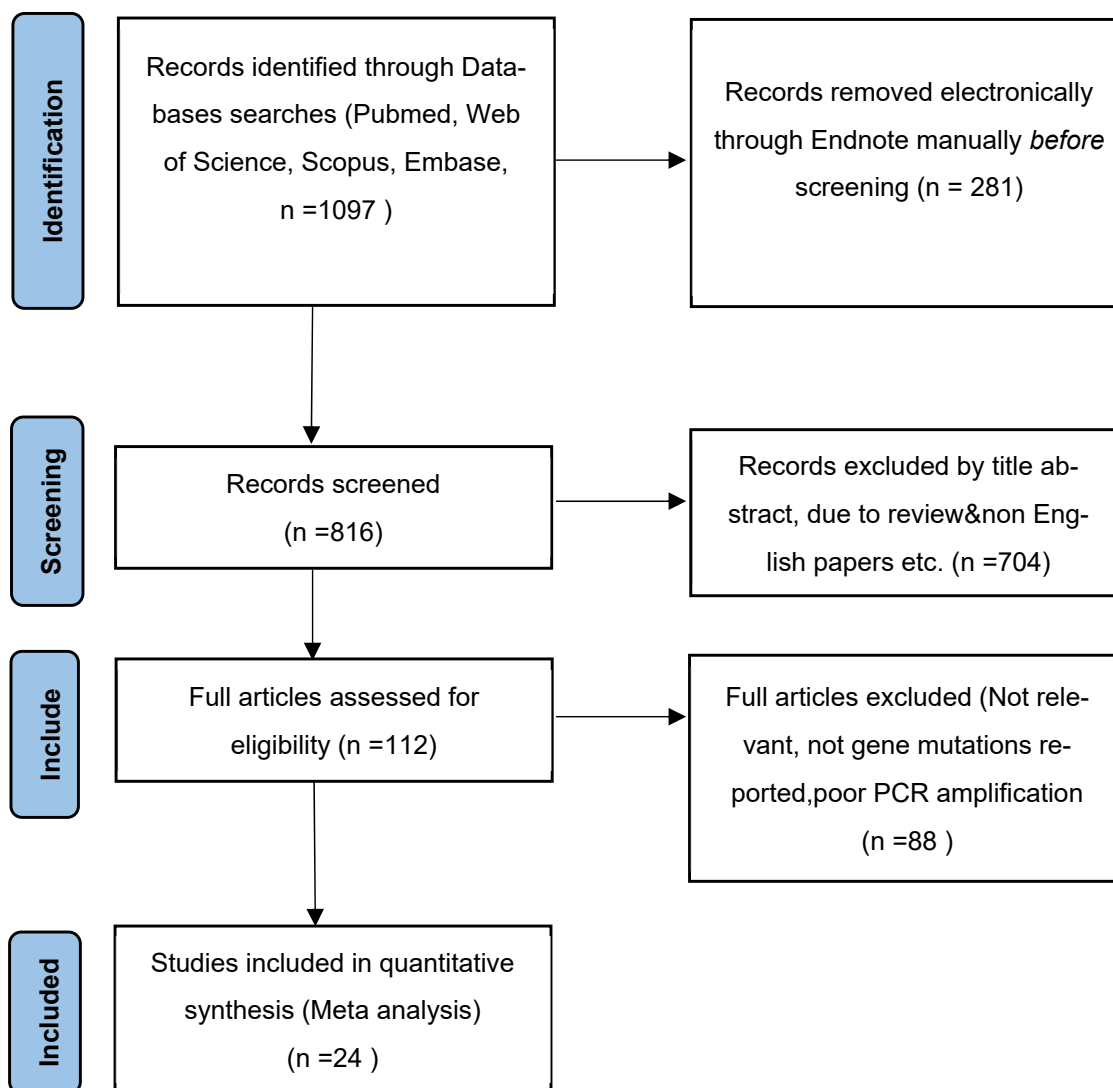 Identification
Records identified through Data-
bases searches (Pubmed, Web
of Science, Scopus, Embase,
n =1097 )
Records removed electronically
through Endnote manually before
screening (n = 281)
Screening
Records screened
(n =816)
Records excluded by title ab-
stract, due to review&non Eng-
lish papers etc. (n =704)
Include
Full articles assessed for
eligibility (n =112)
Full articles excluded (Not rele-
vant, not gene mutations re-
ported,poor PCR amplification
(n =88 )
Included
Studies included in quantitative
synthesis (Meta analysis)
(n =24 )